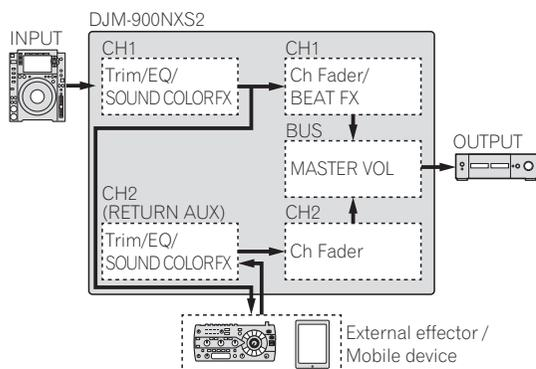 DJM-900NXS2
INPUT
CH1
Trim/EQ/
SOUND COLORFX
CH1
Ch Fader/
BEAT FX
BUS
MASTER VOL
OUTPUT
CH2
(RETURN AUX)
Trim/EQ/
SOUND COLORFX
CH2
Ch Fader
External effector /
Mobile device